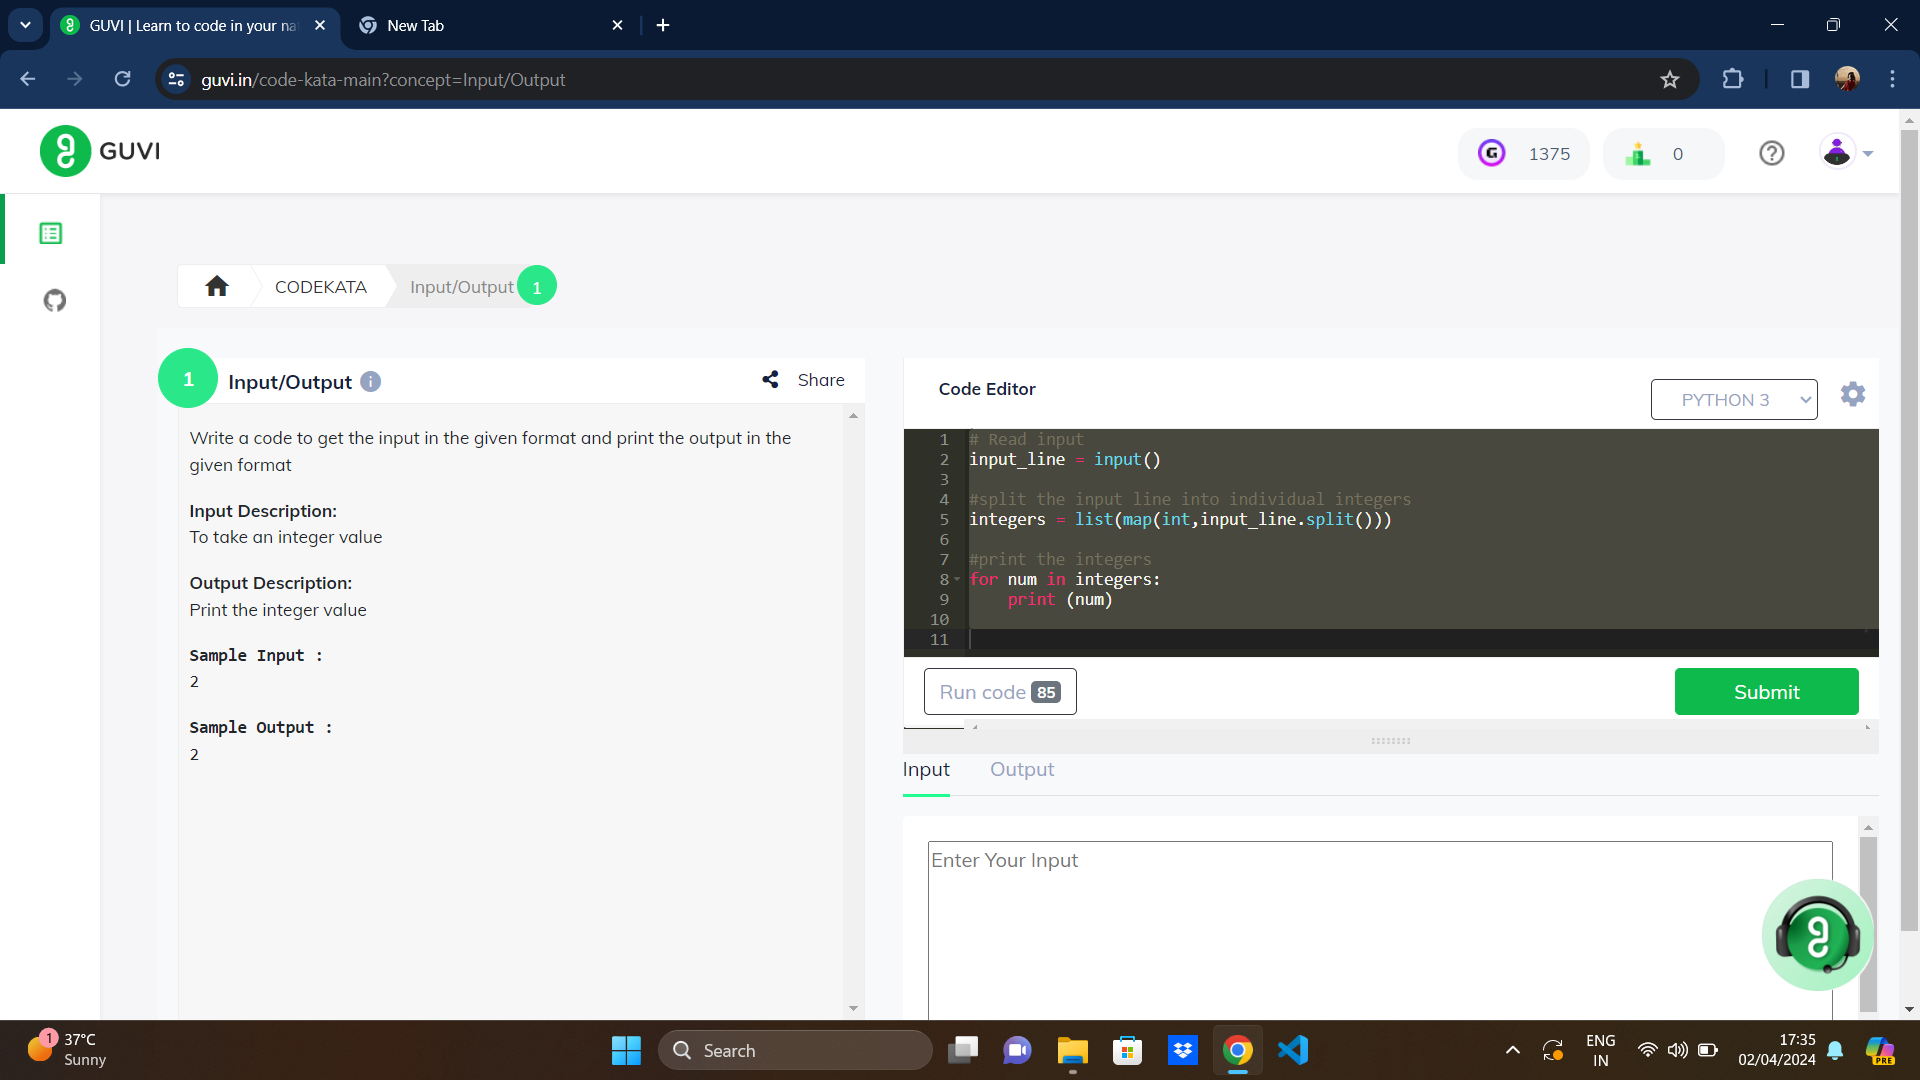 GUVI | Learn to code in your na
New Tab
guvi.in/code-kata-main?concept=Input/Output
GUVI
G
1375
0
CODEKATA
Input/Output
1
1
Input/Output
Share
Write a code to get the input in the given format and print the output in the
given format
Input Description:
To take an integer value
Output Description:
Print the integer value
Sample Input :
2
Sample Output :
2
Code Editor
PYTHON 3
1 # Read input
2 input_line = input()
3
4 #split the input line into individual integers
5 integers = list(map(int,input_line.split()))
6
7 #print the integers
8 for num in integers:
9 print (num)
10
11
Run code 85
Submit
Input
Output
Enter Your Input
1
37°C
Sunny
Search
ENG
IN
17:35
02/04/2024
PRE